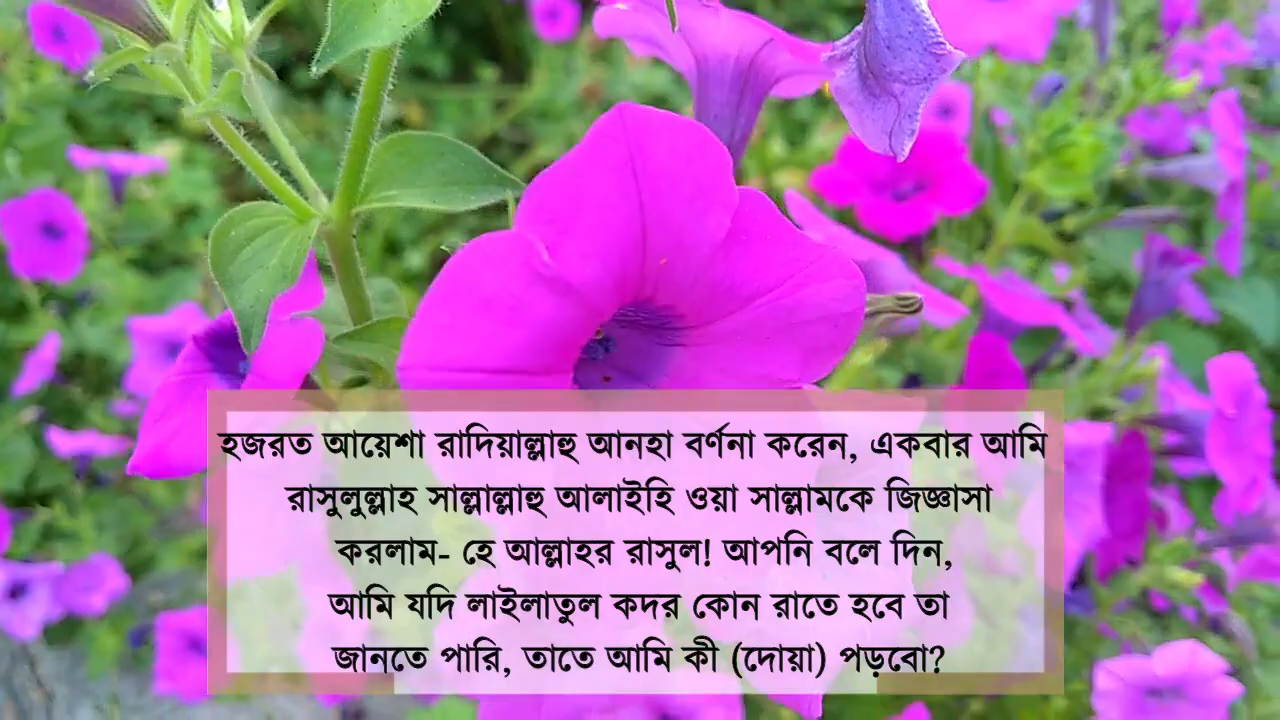 হজরত আয়েশা রাদিয়াল্লাহু আনহা বর্ণনা করেন, একবার আমি
রাসুলুল্লাহ সাল্লাল্লাহু আলাইহি ওয়া সাল্লামকে জিজ্ঞাসা
করলাম- হে আল্লাহর রাসুল! আপনি বলে দিন,
আমি যদি লাইলাতুল কদর কোন রাতে হবে তা
জানতে পারি, তাতে আমি কী (দোয়া) পড়বো?